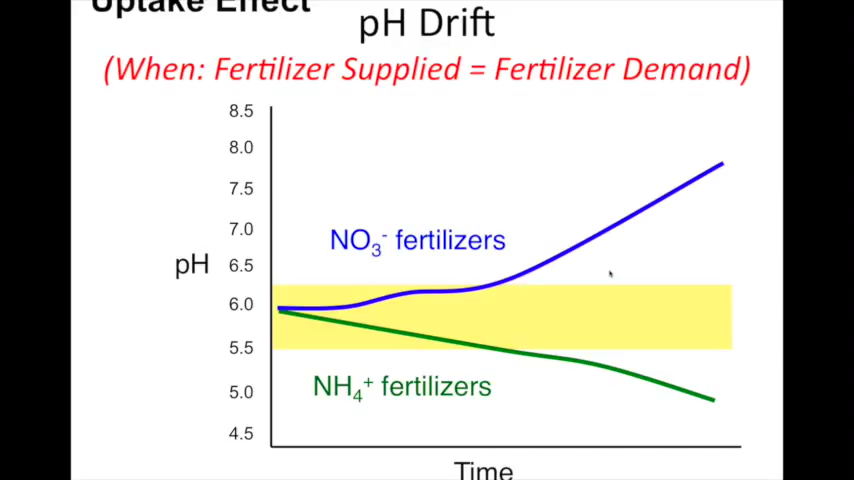 Uptake Effect
pH Drift
(When: Fertilizer Supplied = Fertilizer Demand)
8.5
8.0
7.5
7.0
6.5
6.0
5.5
5.0
4.5
pH
NO3- fertilizers
NH4+ fertilizers
Time